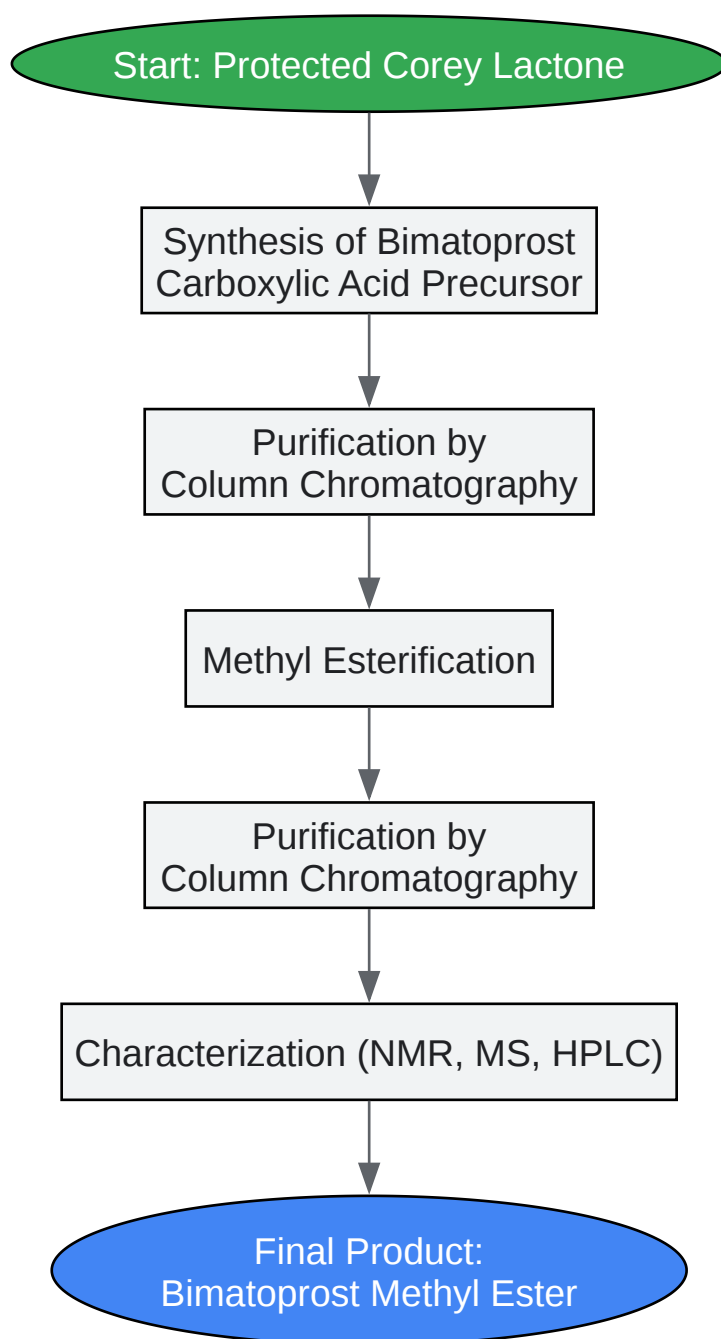 Start: Protected Corey Lactone
Synthesis of Bimatoprost
Carboxylic Acid Precursor
Purification by
Column Chromatography
Methyl Esterification
Purification by
Column Chromatography
Characterization (NMR, MS, HPLC)
Final Product:
Bimatoprost Methyl Ester